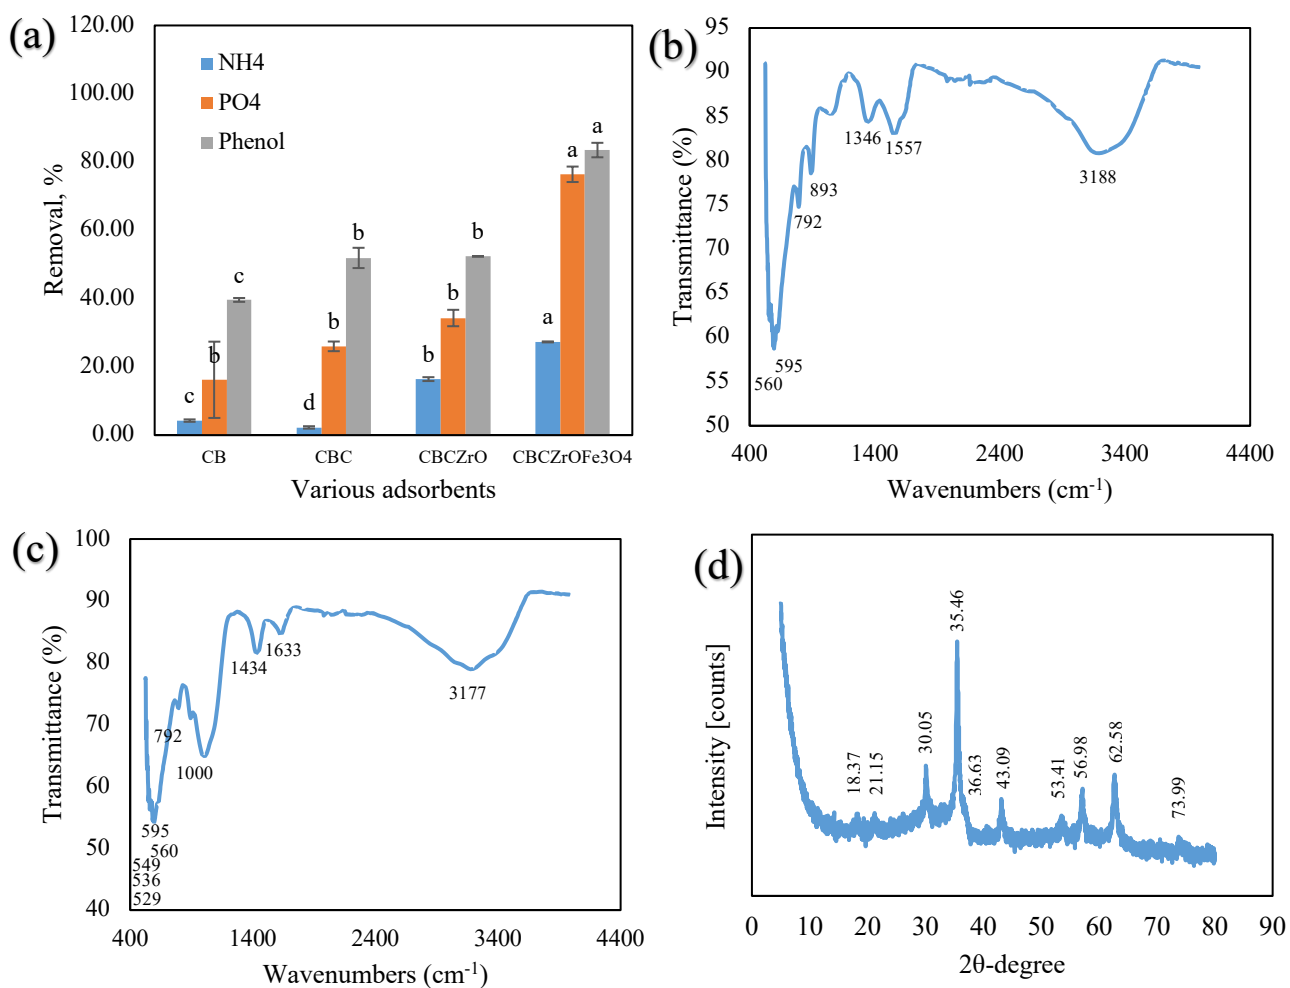 (a)
120.00
100.00
80.00
60.00
40.00
20.00
0.00
Removal, %
NH4
PO4
Phenol
c
b
c
d
b
b
b
b
b
a
a
a
CB
CBC
CBCZrO
CBCZrOFe3O4
Various adsorbents
(b)
95
90
85
80
75
70
65
60
55
50
Transmittance (%)
1346
1557
893
792
3188
595
560
400
1400
2400
3400
4400
Wavenumbers (cm-1)
(c)
100
90
80
70
60
50
40
Transmittance (%)
1434
1633
792
1000
3177
595
560
549
536
529
400
1400
2400
3400
4400
Wavenumbers (cm-1)
(d)
Intensity [counts]
18.37
21.15
30.05
35.46
36.63
43.09
53.41
56.98
62.58
73.99
0
10
20
30
40
50
60
70
80
90
2θ-degree